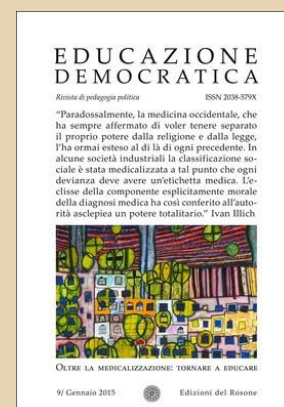 EDUCAZIONE
DEMOCRATICA
Rivista di pedagogia politica ISSN 2038-579X
“Paradossalmente, la medicina occidentale, che
ha sempre affermato di voler tenere separato
il proprio potere dalla religione e dalla legge,
l’ha ormai esteso al di là di ogni precedente. In
alcune società industriali la classificazione so-
ciale è stata medicalizzata a tal punto che ogni
devianza deve avere un’etichetta medica. L’e-
clisse della componente esplicitamente morale
della diagnosi medica ha così conferito all’auto-
rità asclepiea un potere totalitario.” Ivan Illich
OLTRE LA MEDICALIZZAZIONE: TORNARE A EDUCARE
9/ Gennaio 2015 Edizioni del Rosone